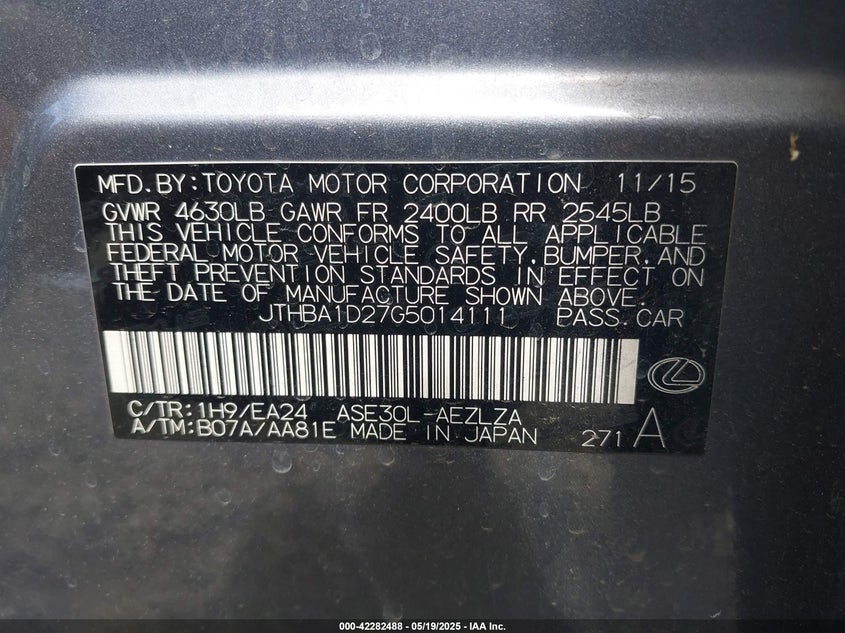 MFD.BY:TOYOTA MOTOR CORPORATION 11/15
GVWR 4630LB GAWR FR 2400LB RR 2545LB
THIS VEHICLE CONFORMS TO ALL APPLICABLE
FEDERAL MOTOR VEHICLE SAFETY,BUMPER,AND
THEFT PREVENTION STANDARDS IN EFFECT ON
THE DATE OF MANUFACTURE SHOWN ABOVE.
JTHBA1D27G5014111 PASS.CAR
C/TR:1H9/EA24 ASE30L-AEZLZA
A/TM:B07A/AA81E MADE IN JAPAN 271 A
000-42282488 - 05/19/2025 - IAA Inc.